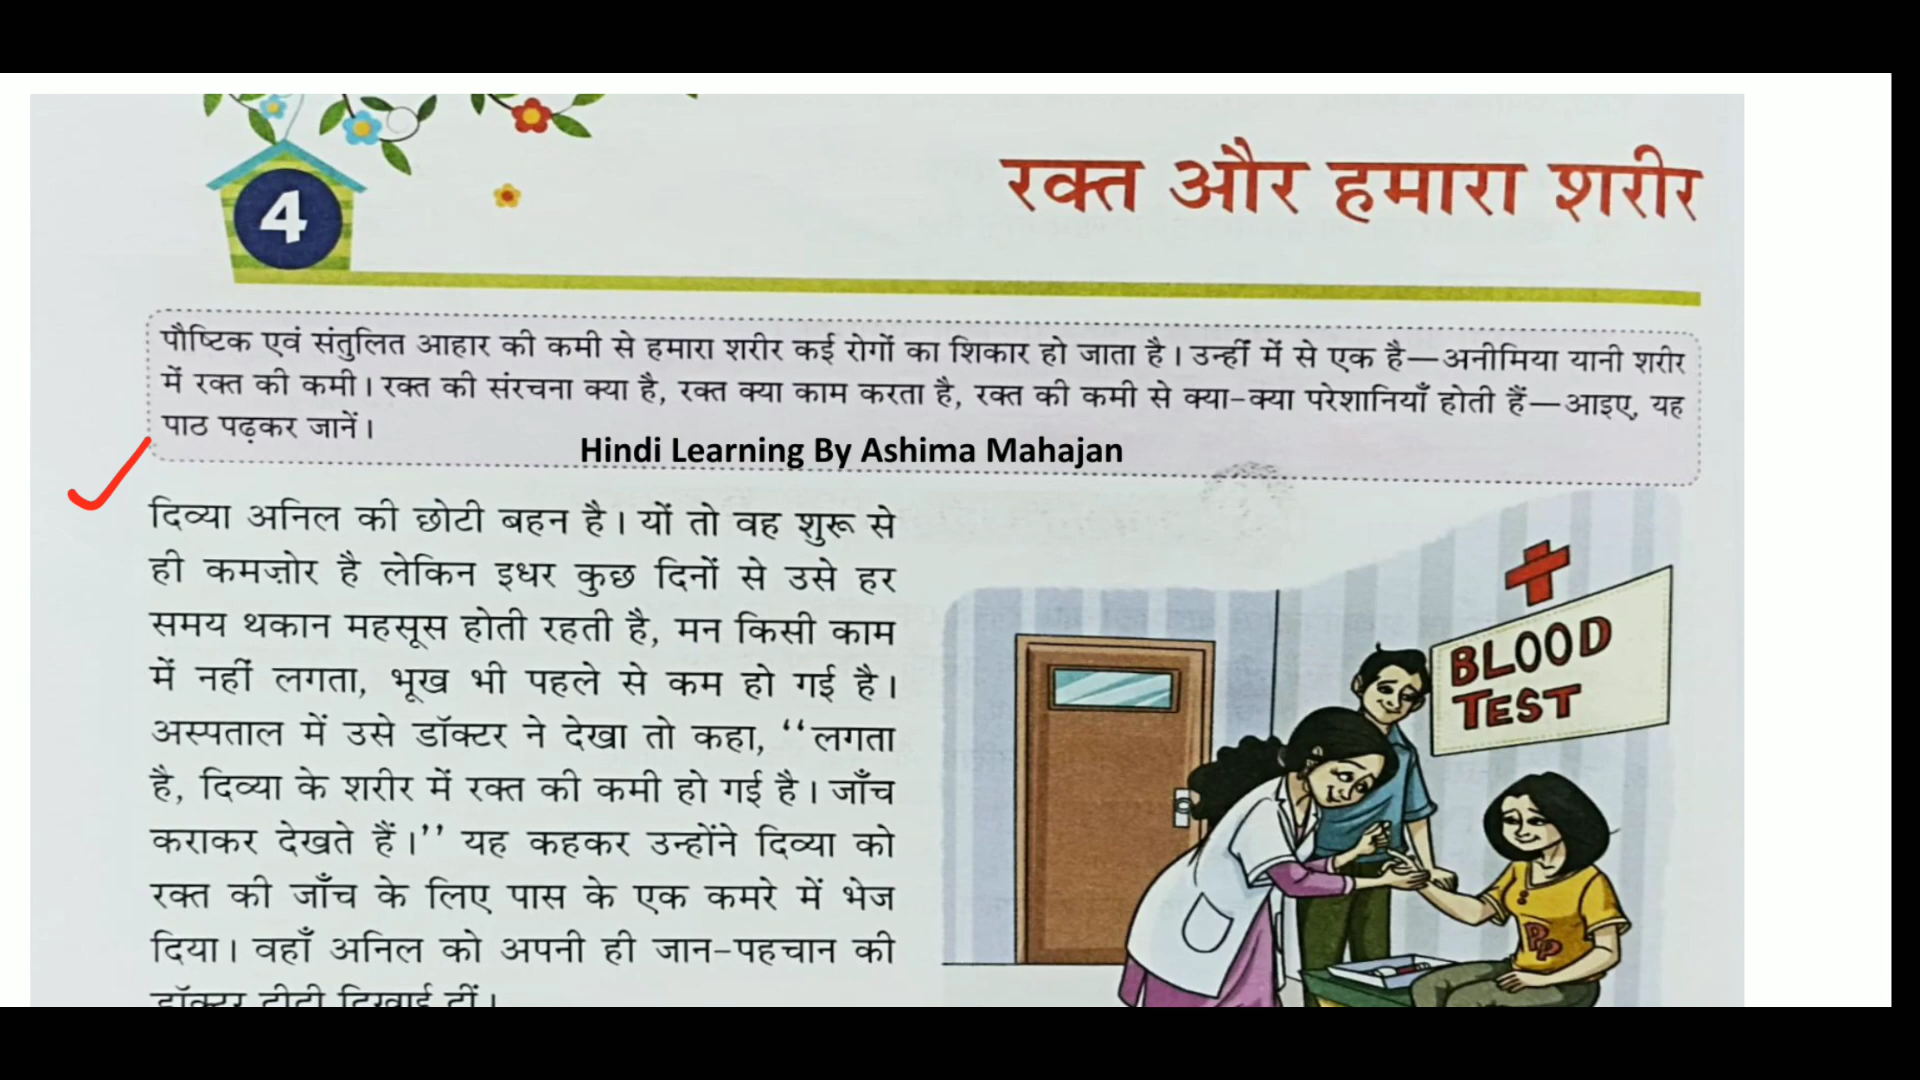 4
रक्त और हमारा शरीर
पौष्टिक एवं संतुलित आहार की कमी से हमारा शरीर कई रोगों का शिकार हो जाता है। उन्हीं में से एक है—अनीमिया यानी शरीर
में रक्त की कमी। रक्त की संरचना क्या है, रक्त क्या काम करता है, रक्त की कमी से क्या-क्या परेशानियाँ होती हैं—आइए, यह
पाठ पढ़कर जानें।
Hindi Learning By Ashima Mahajan
दिव्या अनिल की छोटी बहन है। यों तो वह शुरू से
ही कमज़ोर है लेकिन इधर कुछ दिनों से उसे हर
समय थकान महसूस होती रहती है, मन किसी काम
में नहीं लगता, भूख भी पहले से कम हो गई है।
अस्पताल में उसे डॉक्टर ने देखा तो कहा, ‘‘लगता
है, दिव्या के शरीर में रक्त की कमी हो गई है। जाँच
कराकर देखते हैं।’’ यह कहकर उन्होंने दिव्या को
रक्त की जाँच के लिए पास के एक कमरे में भेज
दिया। वहाँ अनिल को अपनी ही जान-पहचान की
डॉक्टर दीदी दिखाई दीं।
BLOOD
TEST
PP